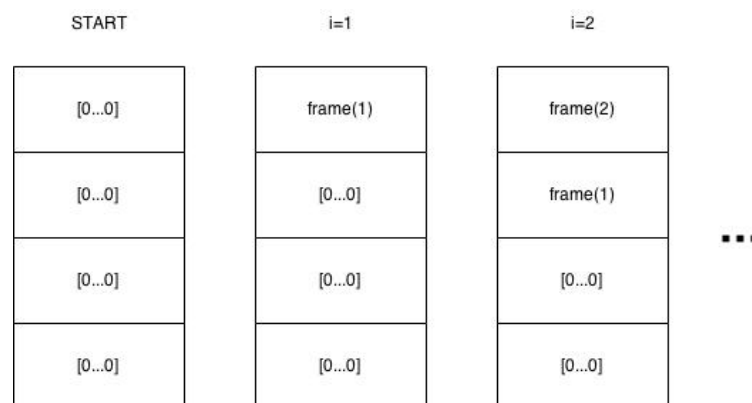 START i=1 i=2
[0...0] frame(1) frame(2)
[0...0] [0...0] frame(1)
...
[0...0] [0...0] [0...0]
[0...0] [0...0] [0...0]